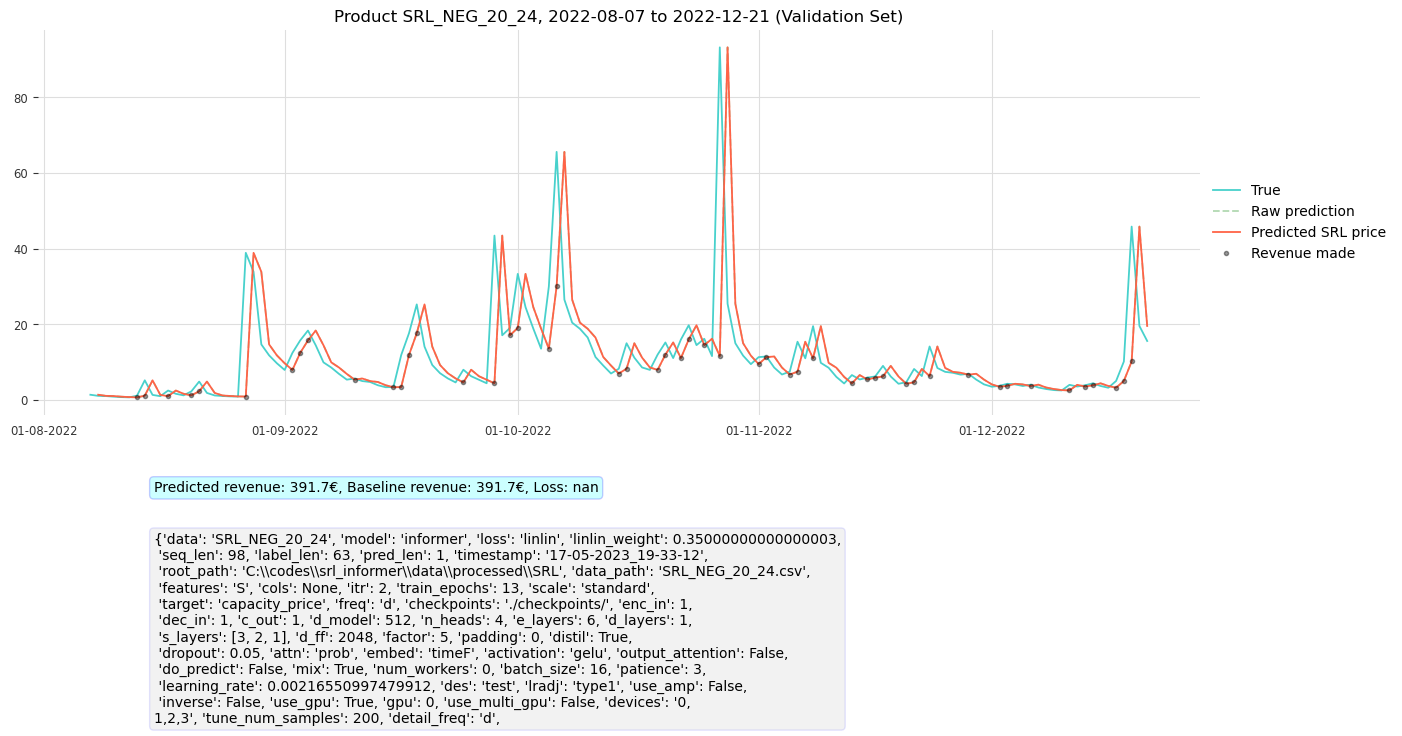 Product SRL_NEG_20_24, 2022-08-07 to 2022-12-21 (Validation Set)
80
60
40
20
0
01-08-2022
01-09-2022
01-10-2022
01-11-2022
01-12-2022
True
Raw prediction
Predicted SRL price
Revenue made
Predicted revenue: 391.7€, Baseline revenue: 391.7€, Loss: nan
{'data': 'SRL_NEG_20_24', 'model': 'informer', 'loss': 'linlin', 'linlin_weight': 0.35000000000000003,
'seq_len': 98, 'label_len': 63, 'pred_len': 1, 'timestamp': '17-05-2023_19-33-12',
'root_path': 'C:\\codes\\srl_informer\\data\\processed\\SRL', 'data_path': 'SRL_NEG_20_24.csv',
'features': 'S', 'cols': None, 'itr': 2, 'train_epochs': 13, 'scale': 'standard',
'target': 'capacity_price', 'freq': 'd', 'checkpoints': './checkpoints/', 'enc_in': 1,
'dec_in': 1, 'c_out': 1, 'd_model': 512, 'n_heads': 4, 'e_layers': 6, 'd_layers': 1,
's_layers': [3, 2, 1], 'd_ff': 2048, 'factor': 5, 'padding': 0, 'distil': True,
'dropout': 0.05, 'attn': 'prob', 'embed': 'timeF', 'activation': 'gelu', 'output_attention': False,
'do_predict': False, 'mix': True, 'num_workers': 0, 'batch_size': 16, 'patience': 3,
'learning_rate': 0.00216550997479912, 'des': 'test', 'lradj': 'type1', 'use_amp': False,
'inverse': False, 'use_gpu': True, 'gpu': 0, 'use_multi_gpu': False, 'devices': '0,
1,2,3', 'tune_num_samples': 200, 'detail_freq': 'd',